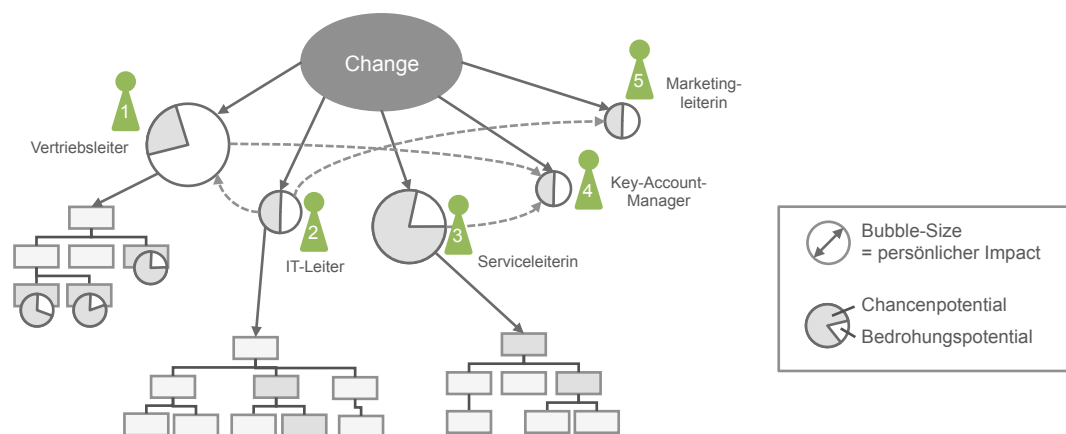 Change
1
Vertriebsleiter
2
IT-Leiter
3
Serviceleiterin
4
Key-Account-
Manager
5
Marketing-
leiterin
Bubble-Size
= persönlicher Impact
Chancenpotential
Bedrohungspotential